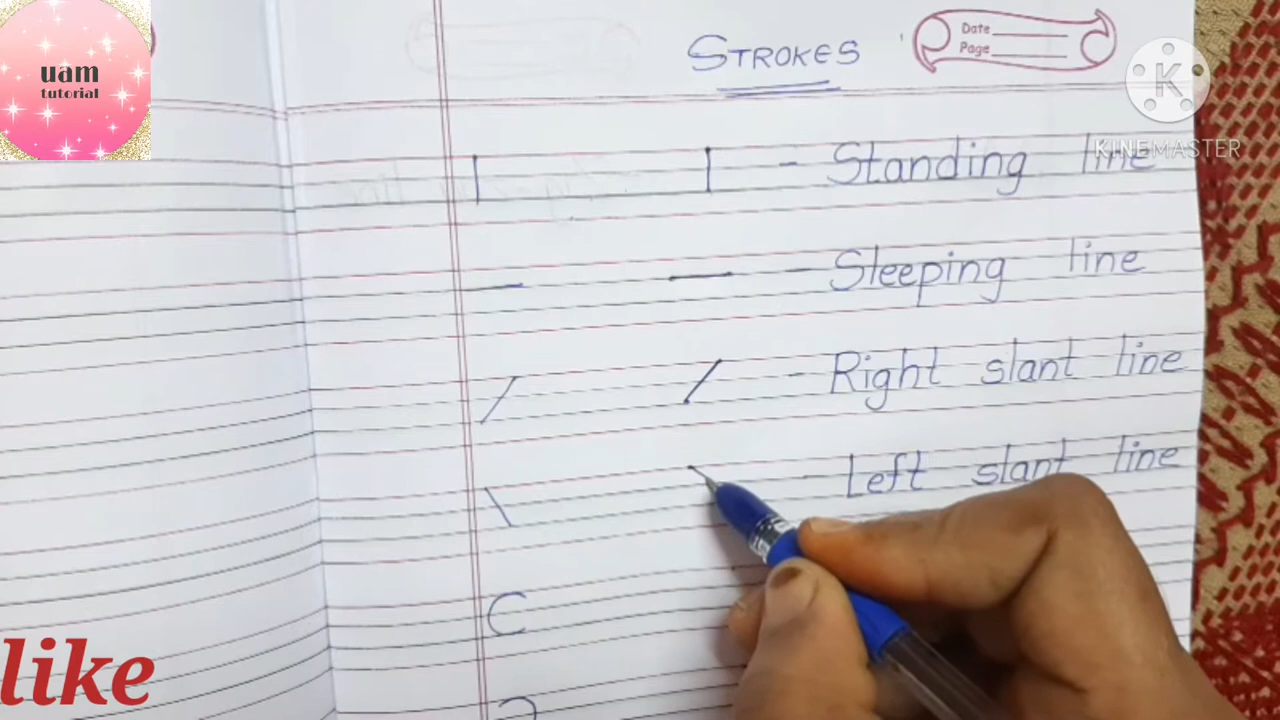 uam
tutorial
STROKES
Date
Page
KINEMASTER
- Standing line
- Sleeping line
- Right slant line
- Left slant line
like